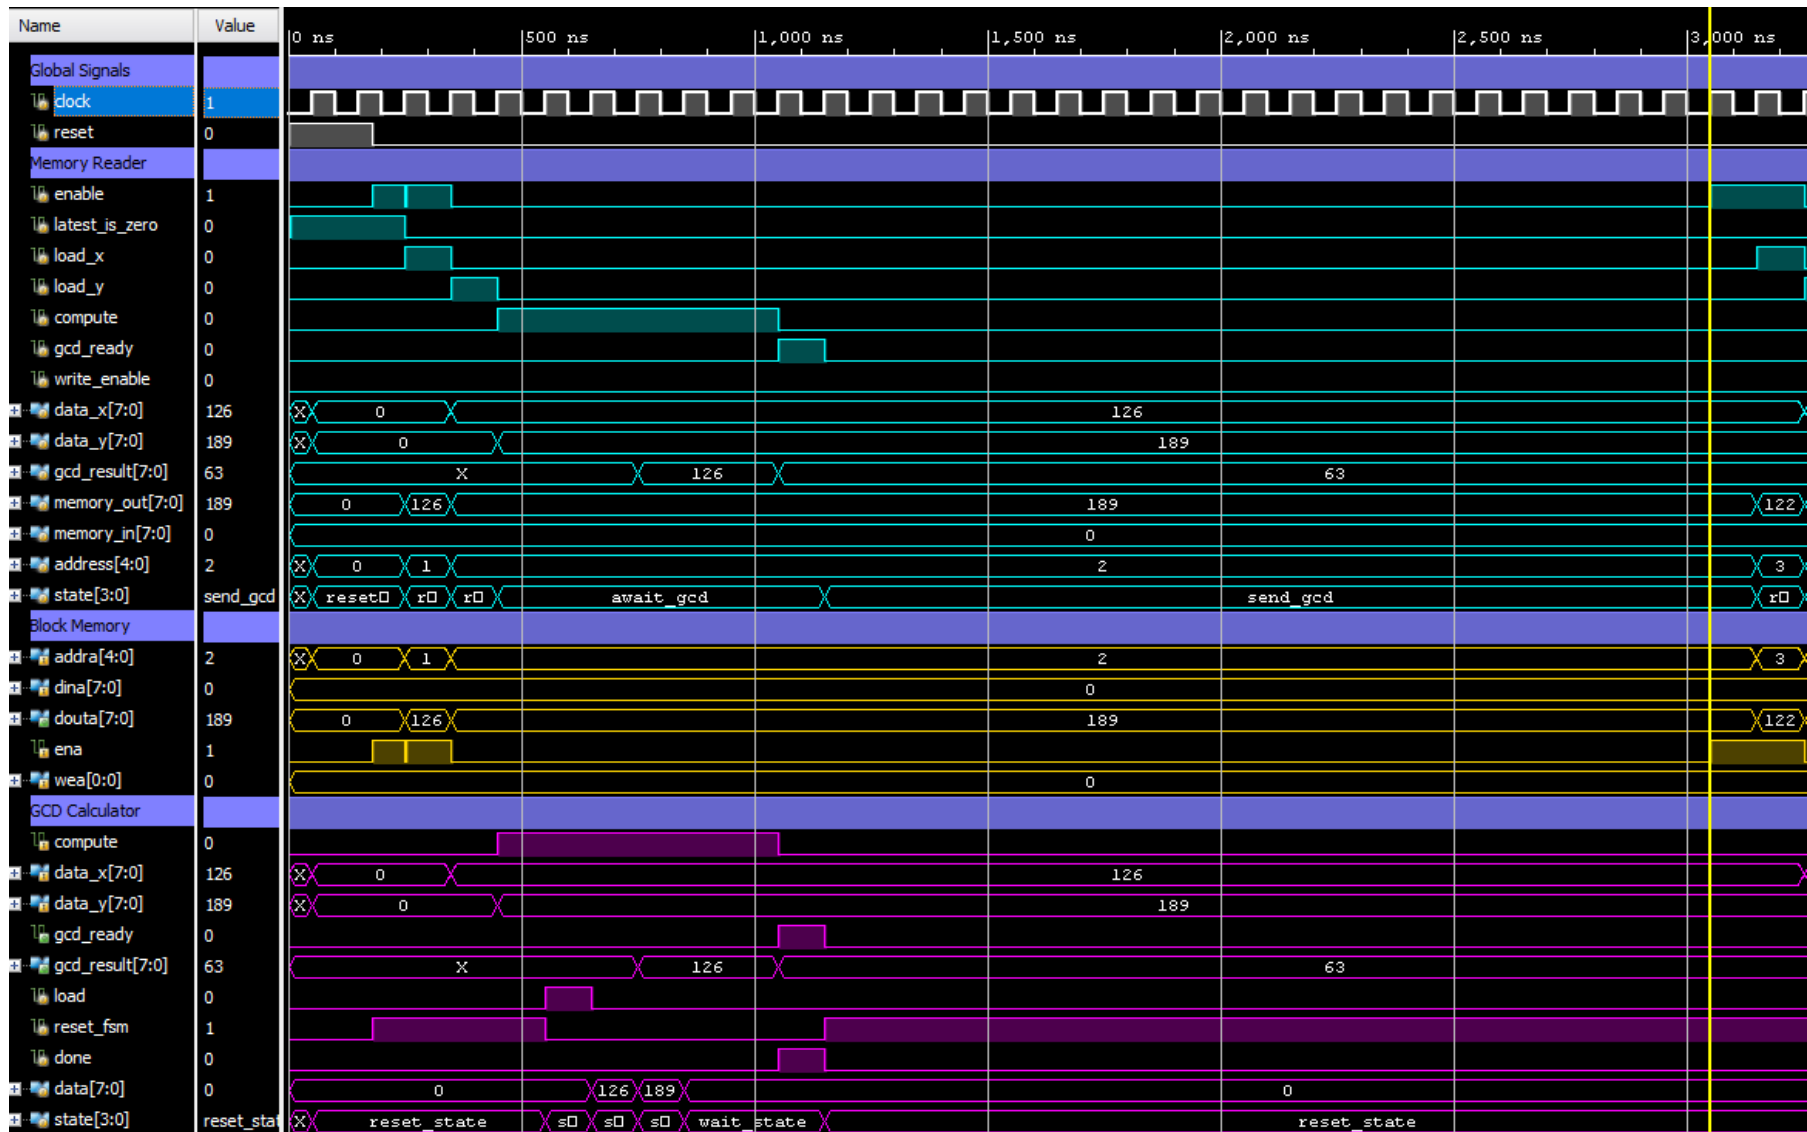 Name Value
0 ns 500 ns 1,000 ns 1,500 ns 2,000 ns 2,500 ns 3,000 ns
Global Signals
clock 1
reset 0
Memory Reader
enable 1
latest_is_zero 0
load_x 0
load_y 0
compute 0
gcd_ready 0
write_enable 0
data_x[7:0] 126 X 0 126
data_y[7:0] 189 X 0 189
gcd_result[7:0] 63 X 126 63
memory_out[7:0] 189 0 126 189 122
memory_in[7:0] 0 0
address[4:0] 2 X 0 1 2 3
state[3:0] send_gcd X reset□ r□ r□ await_gcd send_gcd r□
Block Memory
addra[4:0] 2 X 0 1 2 3
dina[7:0] 0 0
douta[7:0] 189 0 126 189 122
ena 1
wea[0:0] 0 0
GCD Calculator
compute 0
data_x[7:0] 126 X 0 126
data_y[7:0] 189 X 0 189
gcd_ready 0
gcd_result[7:0] 63 X 126 63
load 0
reset_fsm 1
done 0
data[7:0] 0 0 126 189 0
state[3:0] reset_stat X reset_state s□ s□ s□ wait_state reset_state